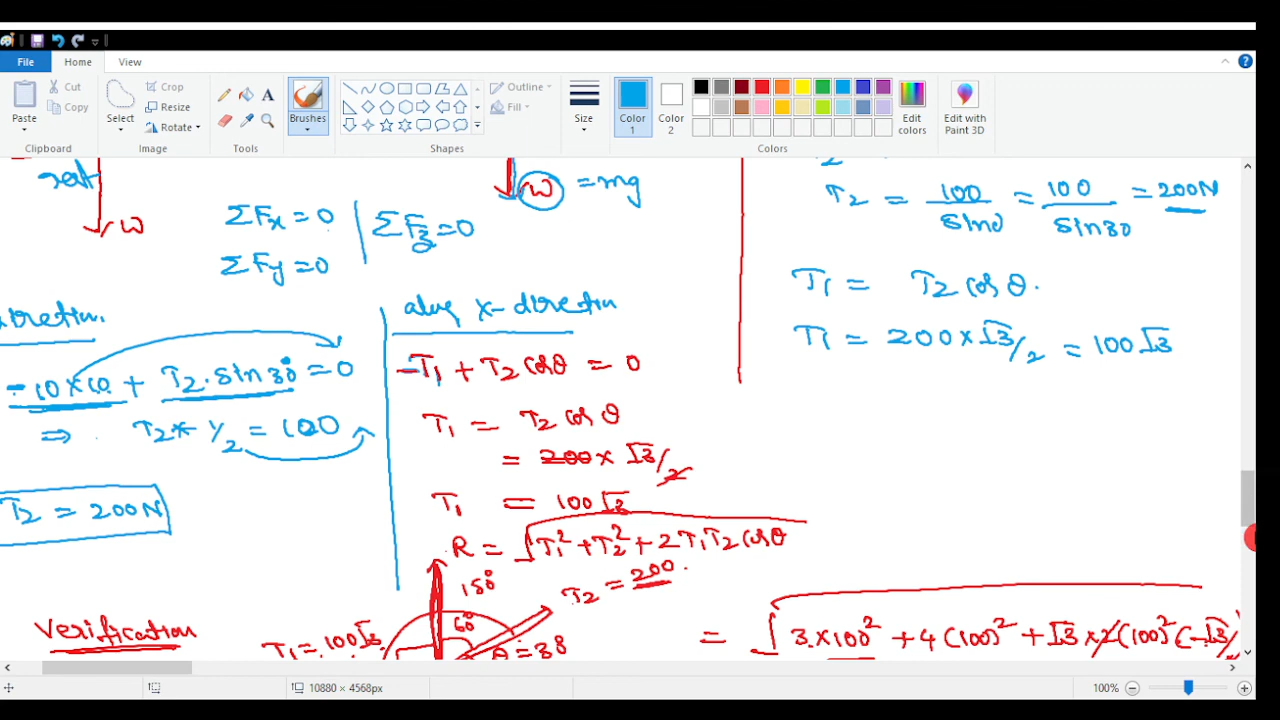 File Home View
Cut
Copy
Paste
Clipboard
Select
Crop
Resize
Rotate
Image
Tools
Brushes
Outline
Fill
Shapes
Size
Color 1
Color 2
Edit colors
Colors
Edit with Paint 3D
rest
W
W = mg
ΣFx = 0
ΣFy = 0
ΣFz = 0
T2 = 100/sinθ = 100/sin30 = 200N
T1 = T2 cosθ.
T1 = 200 × √3/2 = 100√3
direction.
-10×10 + T2.sin30° = 0
⇒ T2 * 1/2 = 100
T2 = 200N
along x-direction
-T1 + T2 cosθ = 0
T1 = T2 cosθ
= 200 × √3/2
T1 = 100√3
R = √T1² + T2² + 2T1T2 cosθ
150°
60°
T2 = 200.
θ = 30
Verification
T1 = 100√3
= √3×100² + 4(100)² + √3×2(100)²(-√3/
10880 × 4568px
100%